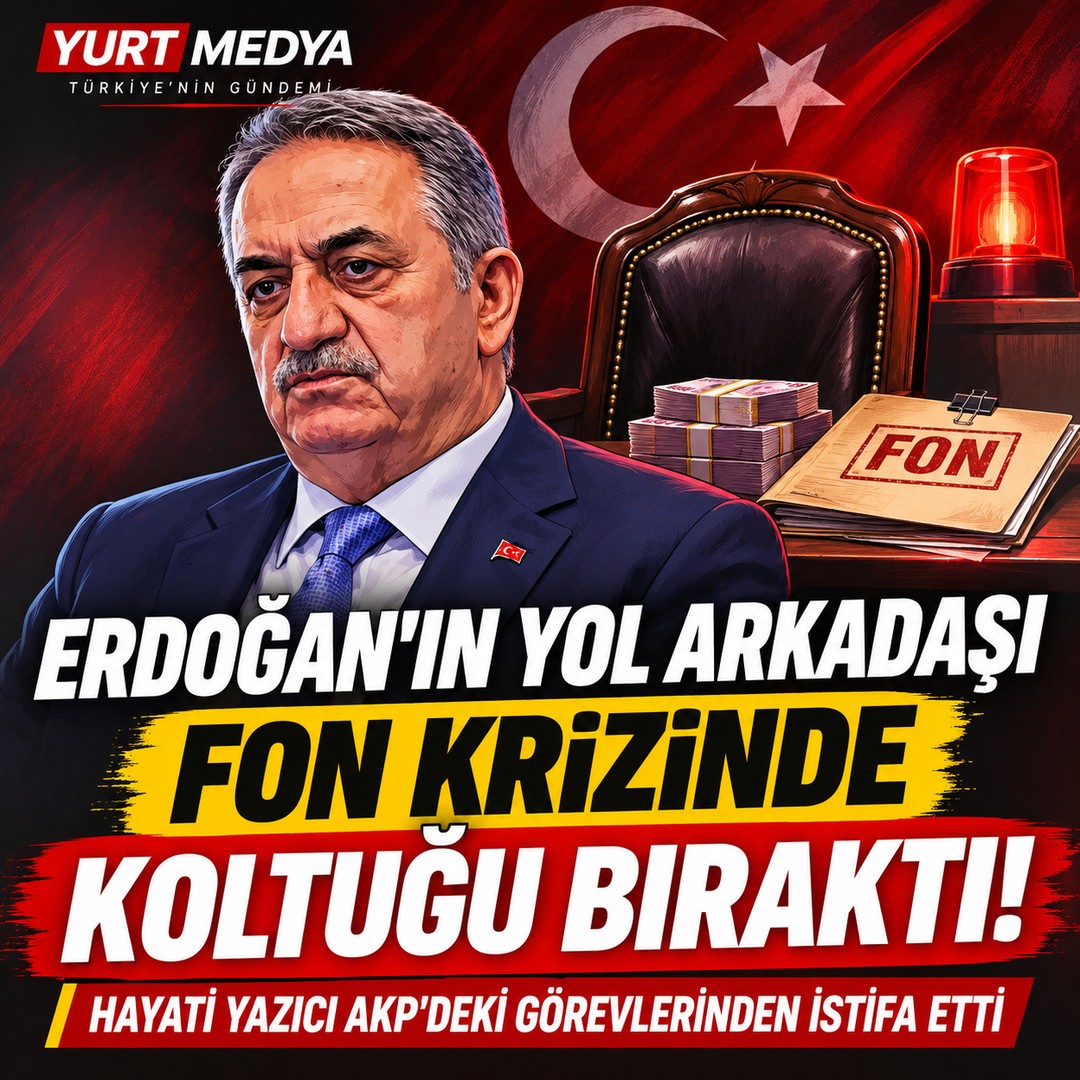 YURT MEDYA
TÜRKİYE'NİN GÜNDEMİ
FON
ERDOĞAN'IN YOL ARKADAŞI
FON KRİZİNDE
KOLTUĞU BIRAKTI!
HAYATİ YAZICI AKP'DEKİ GÖREVLERİNDEN İSTİFA ETTİ